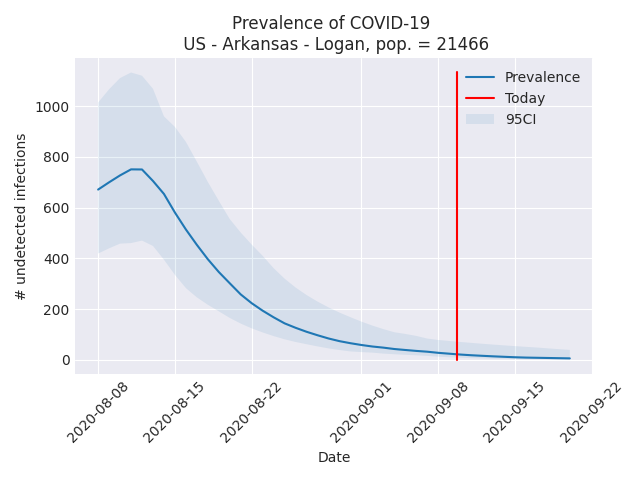 Prevalence of COVID-19
US - Arkansas - Logan, pop. = 21466
Prevalence
Today
95CI
1000
800
600
400
200
0
# undetected infections
2020-08-08
2020-08-15
2020-08-22
2020-09-01
2020-09-08
2020-09-15
2020-09-22
Date